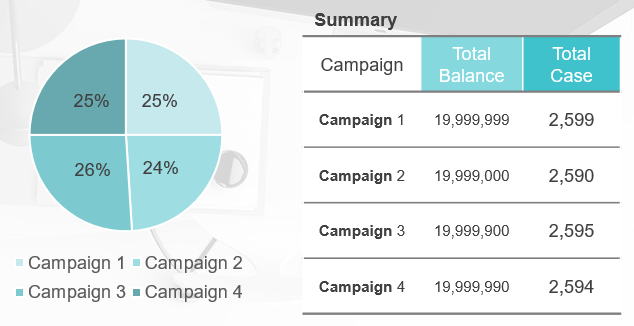 25%
25%
26%
24%
Campaign 1
Campaign 2
Campaign 3
Campaign 4
Summary
Campaign
Total Balance
Total Case
Campaign 1 19,999,999 2,599
Campaign 2 19,999,000 2,590
Campaign 3 19,999,900 2,595
Campaign 4 19,999,990 2,594